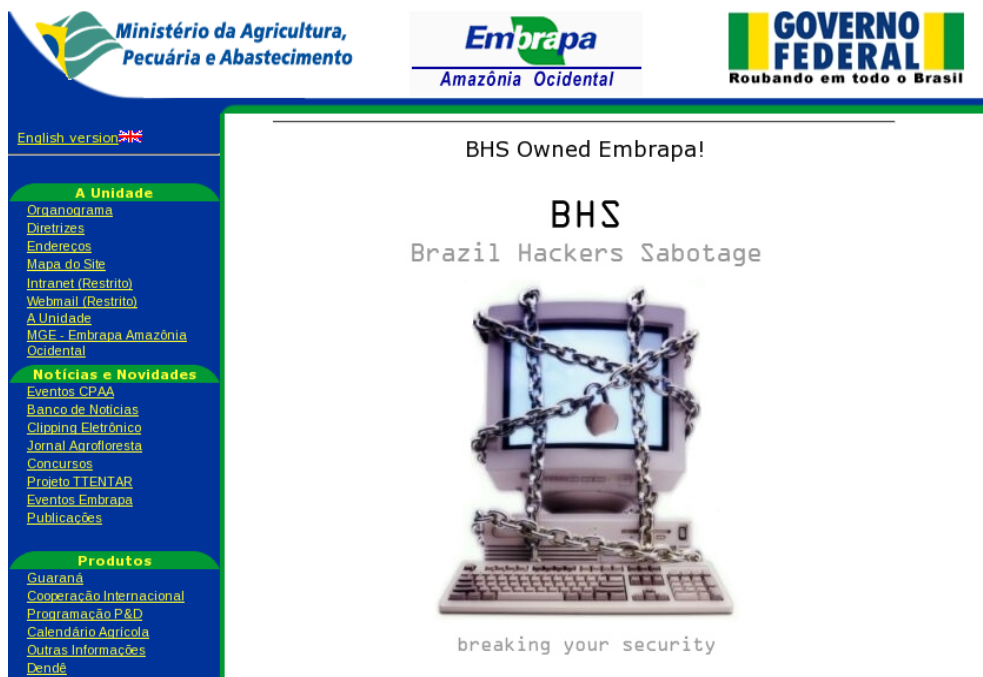 Ministério da Agricultura,
Pecuária e Abastecimento
Embrapa
Amazônia Ocidental
GOVERNO
FEDERAL
Roubando em todo o Brasil
English version
A Unidade
Organograma
Diretrizes
Endereços
Mapa do Site
Intranet (Restrito)
Webmail (Restrito)
A Unidade
MGE - Embrapa Amazônia
Ocidental
Notícias e Novidades
Eventos CPAA
Banco de Notícias
Clipping Eletrônico
Jornal Agrofloresta
Concursos
Projeto TTENTAR
Eventos Embrapa
Publicações
Produtos
Guaraná
Cooperação Internacional
Programação P&D
Calendário Agrícola
Outras Informações
Dendê
BHS Owned Embrapa!
BHS
Brazil Hackers Sabotage
breaking your security